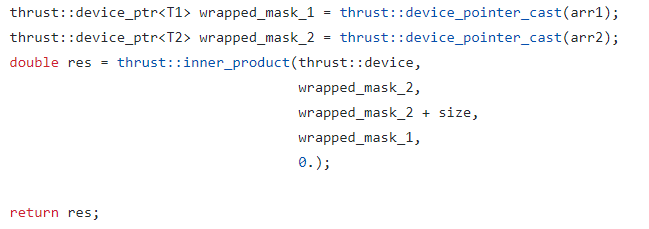 thrust::device_ptr<T1> wrapped_mask_1 = thrust::device_pointer_cast(arr1);
thrust::device_ptr<T2> wrapped_mask_2 = thrust::device_pointer_cast(arr2);
double res = thrust::inner_product(thrust::device,
                                   wrapped_mask_2,
                                   wrapped_mask_2 + size,
                                   wrapped_mask_1,
                                   0.);
return res;